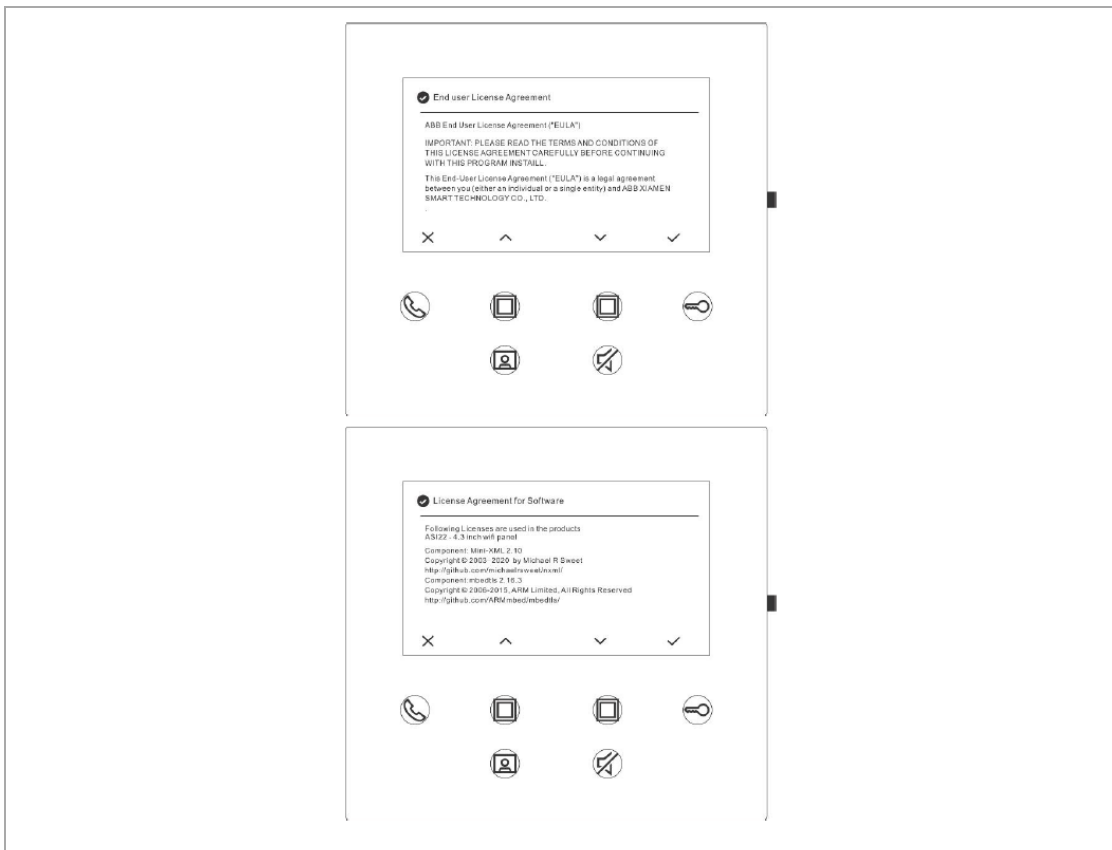 End user License Agreement
ABB End User License Agreement ("EULA")
IMPORTANT: PLEASE READ THE TERMS AND CONDITIONS OF
THIS LICENSE AGREEMENT CAREFULLY BEFORE CONTINUING
WITH THIS PROGRAM INSTAILL.
This End-User License Agreement ("EULA") is a legal agreement
between you (either an individual or a single entity) and ABB XIAMEN
SMART TECHNOLOGY CO., LTD.
.
License Agreement for Software
Following Licenses are used in the products
ASI22 - 4.3 inch wifi panel
Component: Mini-XML 2.10
Copyright © 2003-2020 by Michael R Sweet
http://github.com/michaelrsweet/nxml/
Component: mbedtls 2.16.3
Copyright © 2006-2015, ARM Limited, All Rights Reserved
http://github.com/ARMmbed/mbedtls/